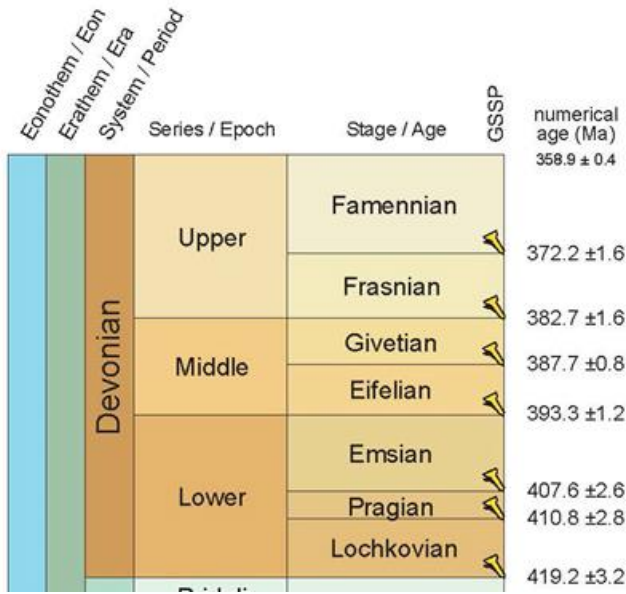 Eonothem / Eon
Erathem / Era
System / Period
Series / Epoch
Stage / Age
GSSP
numerical
age (Ma)
358.9 ± 0.4
Devonian
Upper
Famennian
372.2 ±1.6
Frasnian
382.7 ±1.6
Middle
Givetian
387.7 ±0.8
Eifelian
393.3 ±1.2
Lower
Emsian
407.6 ±2.6
Pragian
410.8 ±2.8
Lochkovian
419.2 ±3.2